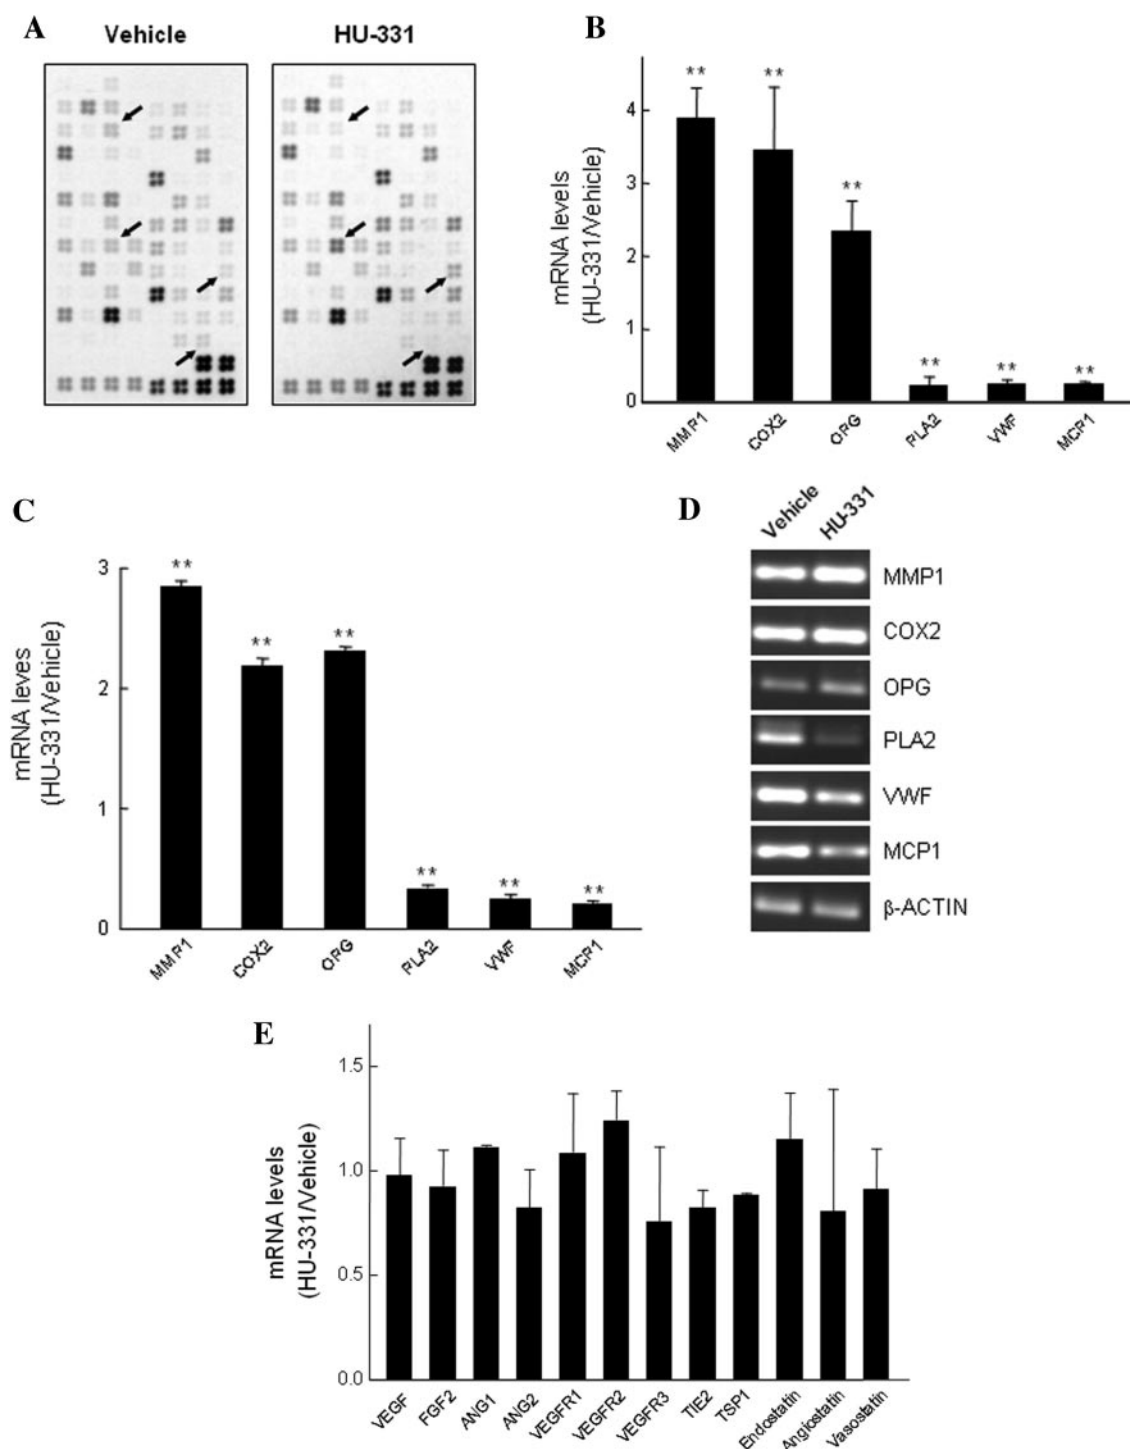 A
Vehicle
HU-331
B
mRNA levels
(HU-331/Vehicle)
4
3
2
1
0
**
**
**
**
**
**
MMP1
COX2
OPG
PLA2
VWF
MCP1
C
mRNA leves
(HU-331/Vehicle)
3
2
1
0
**
**
**
**
**
**
MMP1
COX2
OPG
PLA2
VWF
MCP1
D
Vehicle
HU-331
MMP1
COX2
OPG
PLA2
VWF
MCP1
β-ACTIN
E
mRNA levels
(HU-331/Vehicle)
1.5
1.0
0.5
0.0
VEGF
FGF2
ANG1
ANG2
VEGFR1
VEGFR2
VEGFR3
TIE2
TSP1
Endostatin
Angiostatin
Vasostatin